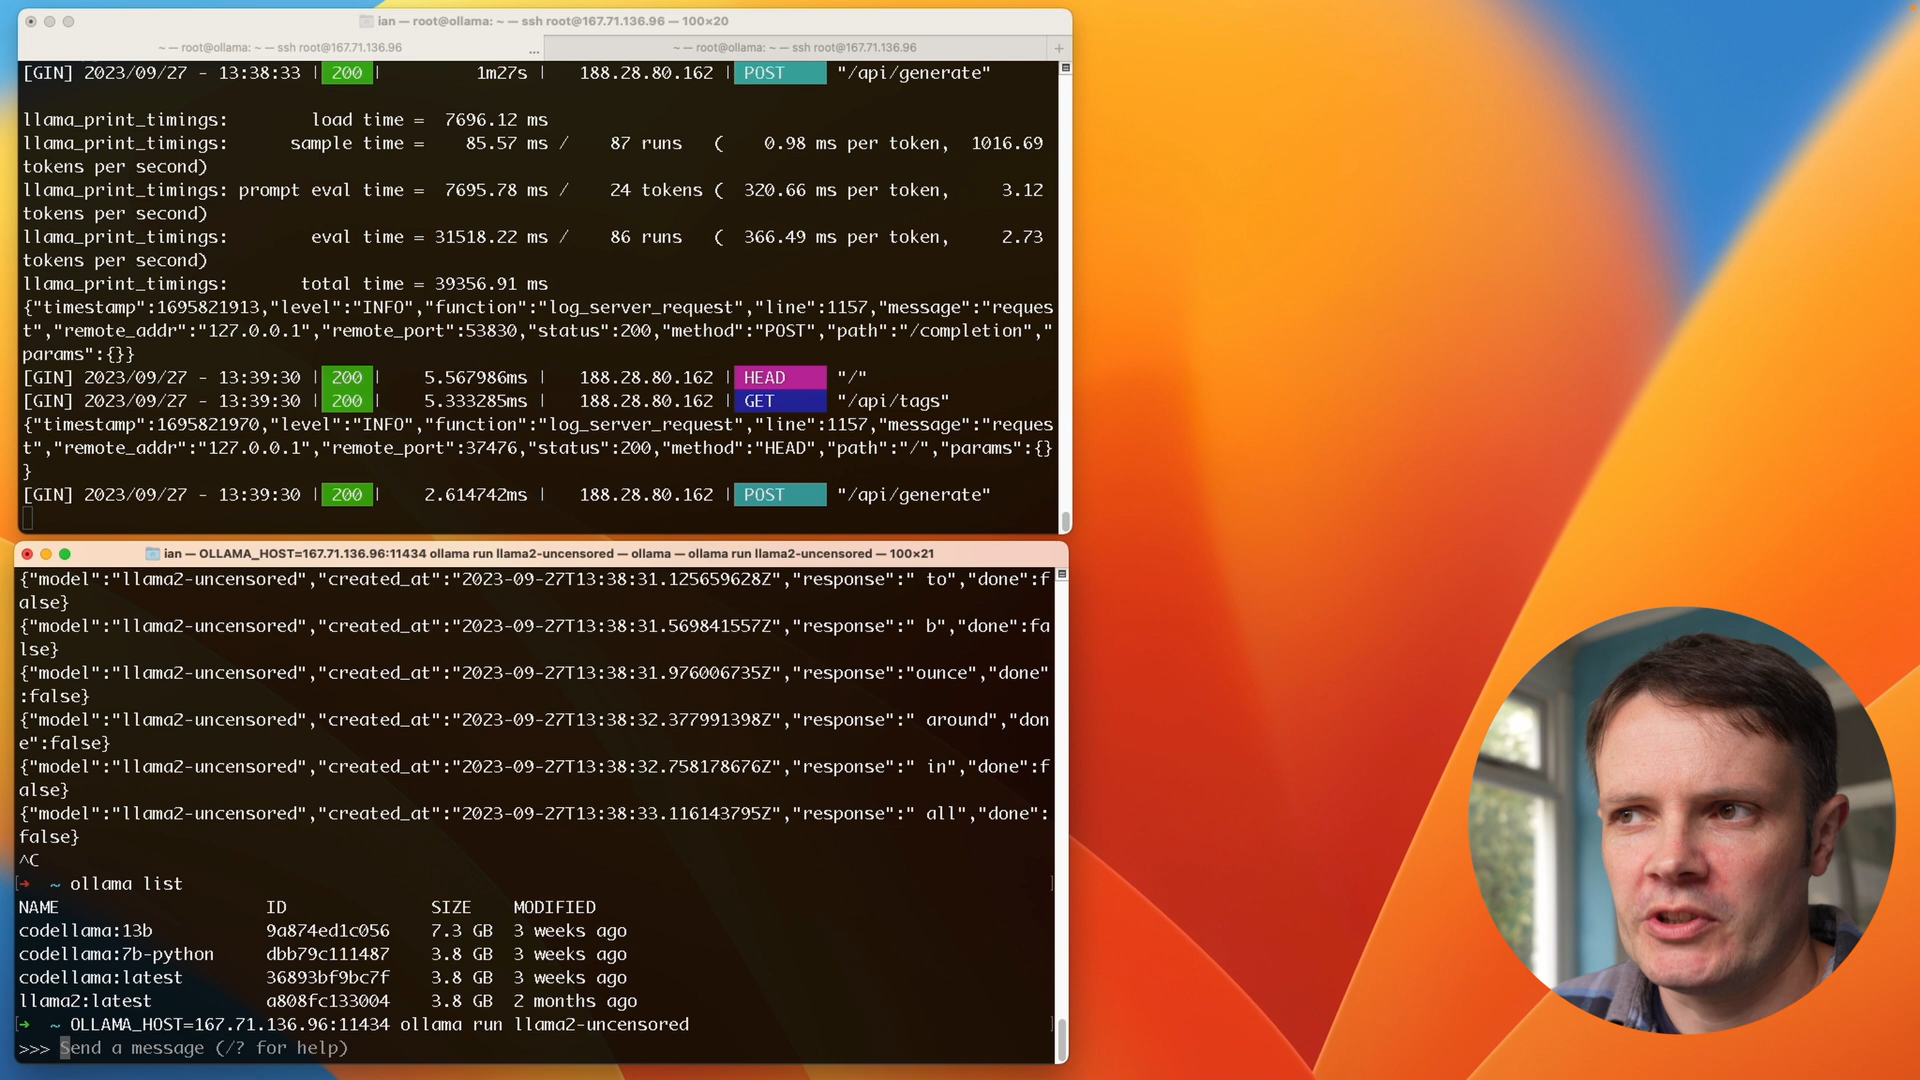 ian — root@ollama: ~ — ssh root@167.71.136.96 — 100×20
~ — root@ollama: ~ — ssh root@167.71.136.96 ... ~ — root@ollama: ~ — ssh root@167.71.136.96 +
[GIN] 2023/09/27 - 13:38:33 | 200 | 1m27s | 188.28.80.162 | POST "/api/generate"
llama_print_timings: load time = 7696.12 ms
llama_print_timings: sample time = 85.57 ms / 87 runs ( 0.98 ms per token, 1016.69
tokens per second)
llama_print_timings: prompt eval time = 7695.78 ms / 24 tokens ( 320.66 ms per token, 3.12
tokens per second)
llama_print_timings: eval time = 31518.22 ms / 86 runs ( 366.49 ms per token, 2.73
tokens per second)
llama_print_timings: total time = 39356.91 ms
{"timestamp":1695821913,"level":"INFO","function":"log_server_request","line":1157,"message":"reques
t","remote_addr":"127.0.0.1","remote_port":53830,"status":200,"method":"POST","path":"/completion","
params":{}}
[GIN] 2023/09/27 - 13:39:30 | 200 | 5.567986ms | 188.28.80.162 | HEAD "/"
[GIN] 2023/09/27 - 13:39:30 | 200 | 5.333285ms | 188.28.80.162 | GET "/api/tags"
{"timestamp":1695821970,"level":"INFO","function":"log_server_request","line":1157,"message":"reques
t","remote_addr":"127.0.0.1","remote_port":37476,"status":200,"method":"HEAD","path":"/","params":{}
}
[GIN] 2023/09/27 - 13:39:30 | 200 | 2.614742ms | 188.28.80.162 | POST "/api/generate"
ian — OLLAMA_HOST=167.71.136.96:11434 ollama run llama2-uncensored — ollama — ollama run llama2-uncensored — 100×21
{"model":"llama2-uncensored","created_at":"2023-09-27T13:38:31.125659628Z","response":" to","done":f
alse}
{"model":"llama2-uncensored","created_at":"2023-09-27T13:38:31.569841557Z","response":" b","done":fa
lse}
{"model":"llama2-uncensored","created_at":"2023-09-27T13:38:31.976006735Z","response":"ounce","done"
:false}
{"model":"llama2-uncensored","created_at":"2023-09-27T13:38:32.377991398Z","response":" around","don
e":false}
{"model":"llama2-uncensored","created_at":"2023-09-27T13:38:32.758178676Z","response":" in","done":f
alse}
{"model":"llama2-uncensored","created_at":"2023-09-27T13:38:33.116143795Z","response":" all","done":
false}
^C
[➜ ~ ollama list ]
NAME ID SIZE MODIFIED
codellama:13b 9a874ed1c056 7.3 GB 3 weeks ago
codellama:7b-python dbb79c111487 3.8 GB 3 weeks ago
codellama:latest 36893bf9bc7f 3.8 GB 3 weeks ago
llama2:latest a808fc133004 3.8 GB 2 months ago
[➜ ~ OLLAMA_HOST=167.71.136.96:11434 ollama run llama2-uncensored ]
>>> Send a message (/? for help)